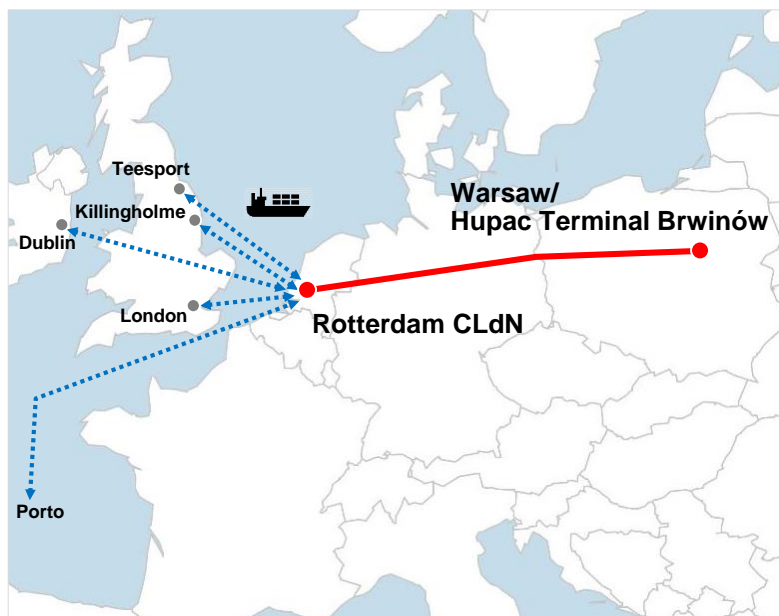 Teesport
Killingholme
Dublin
London
Porto
Warsaw/
Hupac Terminal Brwinów
Rotterdam CLdN